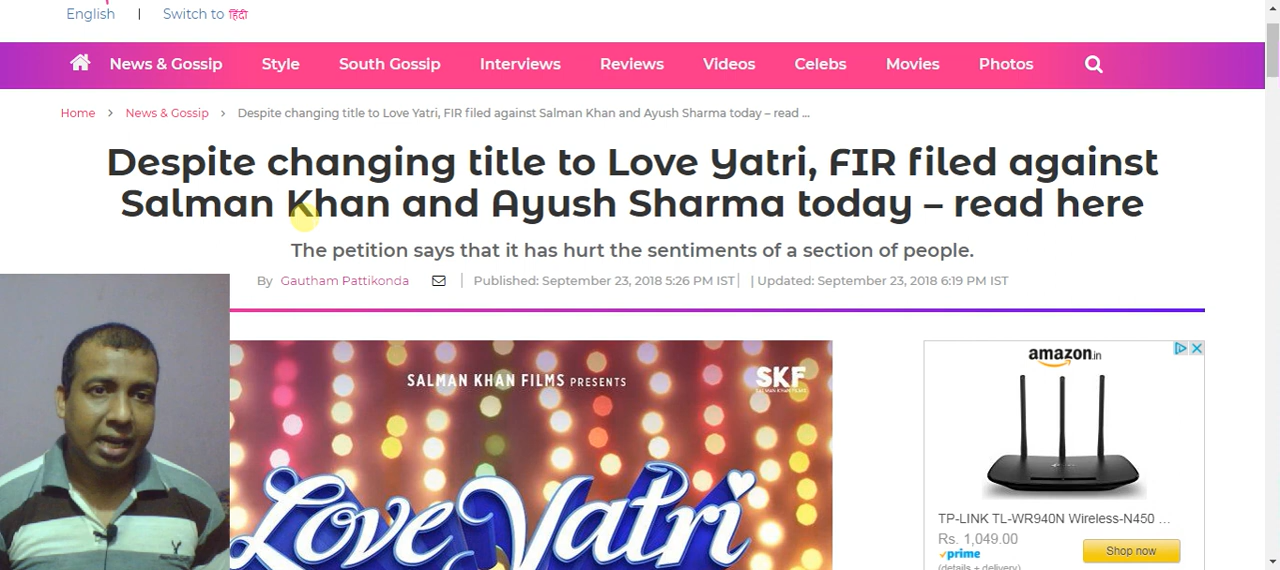 English | Switch to हिंदी
News & Gossip Style South Gossip Interviews Reviews Videos Celebs Movies Photos
Home > News & Gossip > Despite changing title to Love Yatri, FIR filed against Salman Khan and Ayush Sharma today – read ...
Despite changing title to Love Yatri, FIR filed against
Salman Khan and Ayush Sharma today – read here
The petition says that it has hurt the sentiments of a section of people.
By Gautham Pattikonda | Published: September 23, 2018 5:26 PM IST | | Updated: September 23, 2018 6:19 PM IST
SALMAN KHAN FILMS PRESENTS
SKF
SALMAN KHAN FILMS
Love Yatri
amazon.in
TP-LINK TL-WR940N Wireless-N450 ...
Rs. 1,049.00
prime
Shop now
(details + delivery)